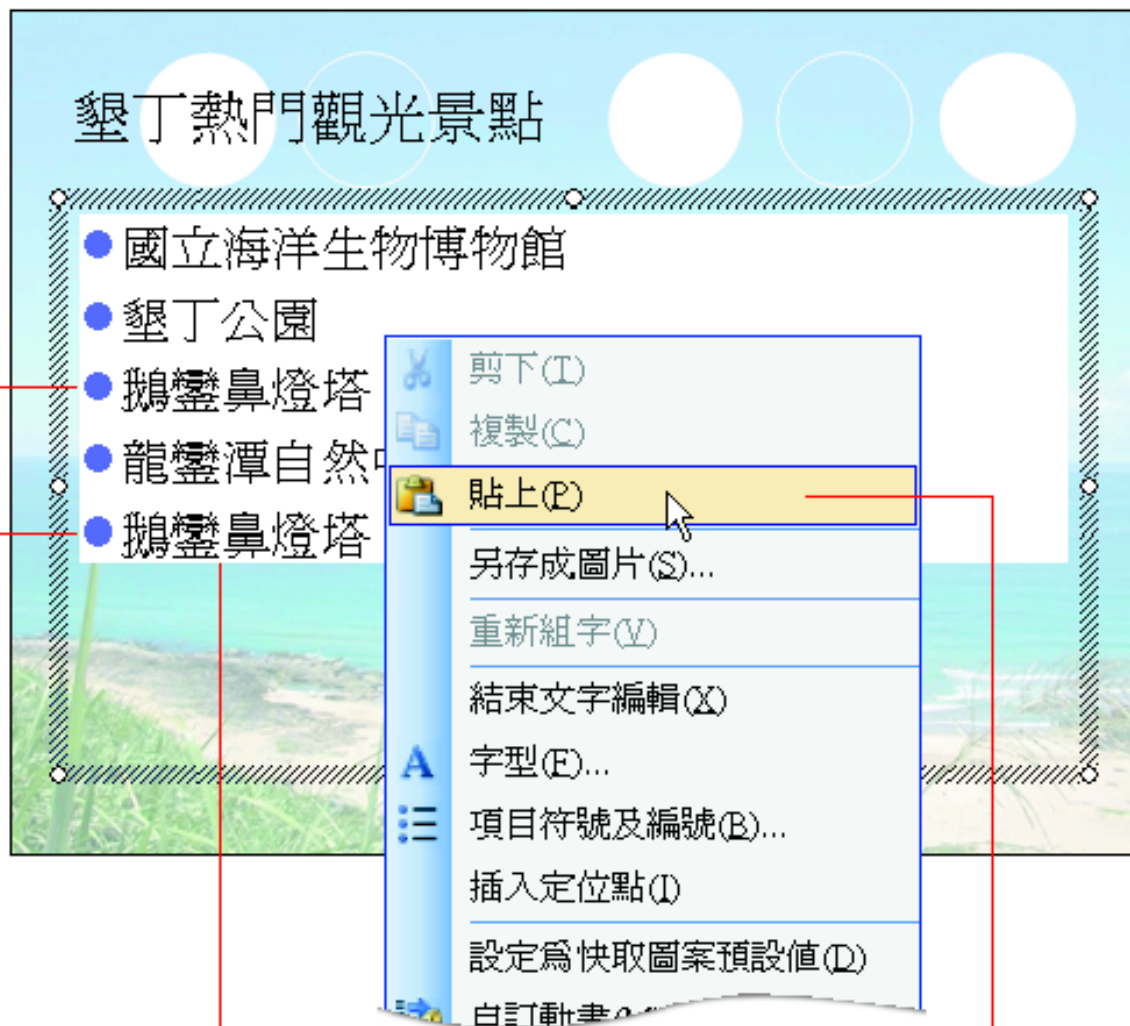 墾丁熱門觀光景點
國立海洋生物博物館
墾丁公園
鵝鑾鼻燈塔
龍鑾潭自然
鵝鑾鼻燈塔
剪下(T)
複製(C)
貼上(P)
另存成圖片(S)...
重新組字(V)
結束文字編輯(X)
字型(F)...
項目符號及編號(B)...
插入定位點(I)
設定為快取圖案預設值(D)
自訂動畫